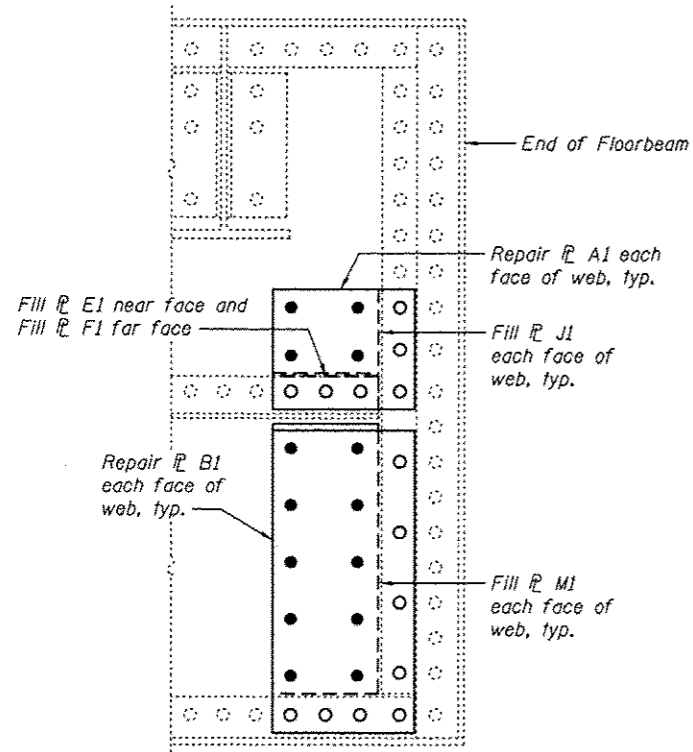 End of Floorbeam
Repair ℄ A1 each
face of web, typ.
Fill ℄ E1 near face and
Fill ℄ F1 far face
Fill ℄ J1
each face of
web, typ.
Repair ℄ B1
each face of
web, typ.
Fill ℄ M1
each face of
web, typ.